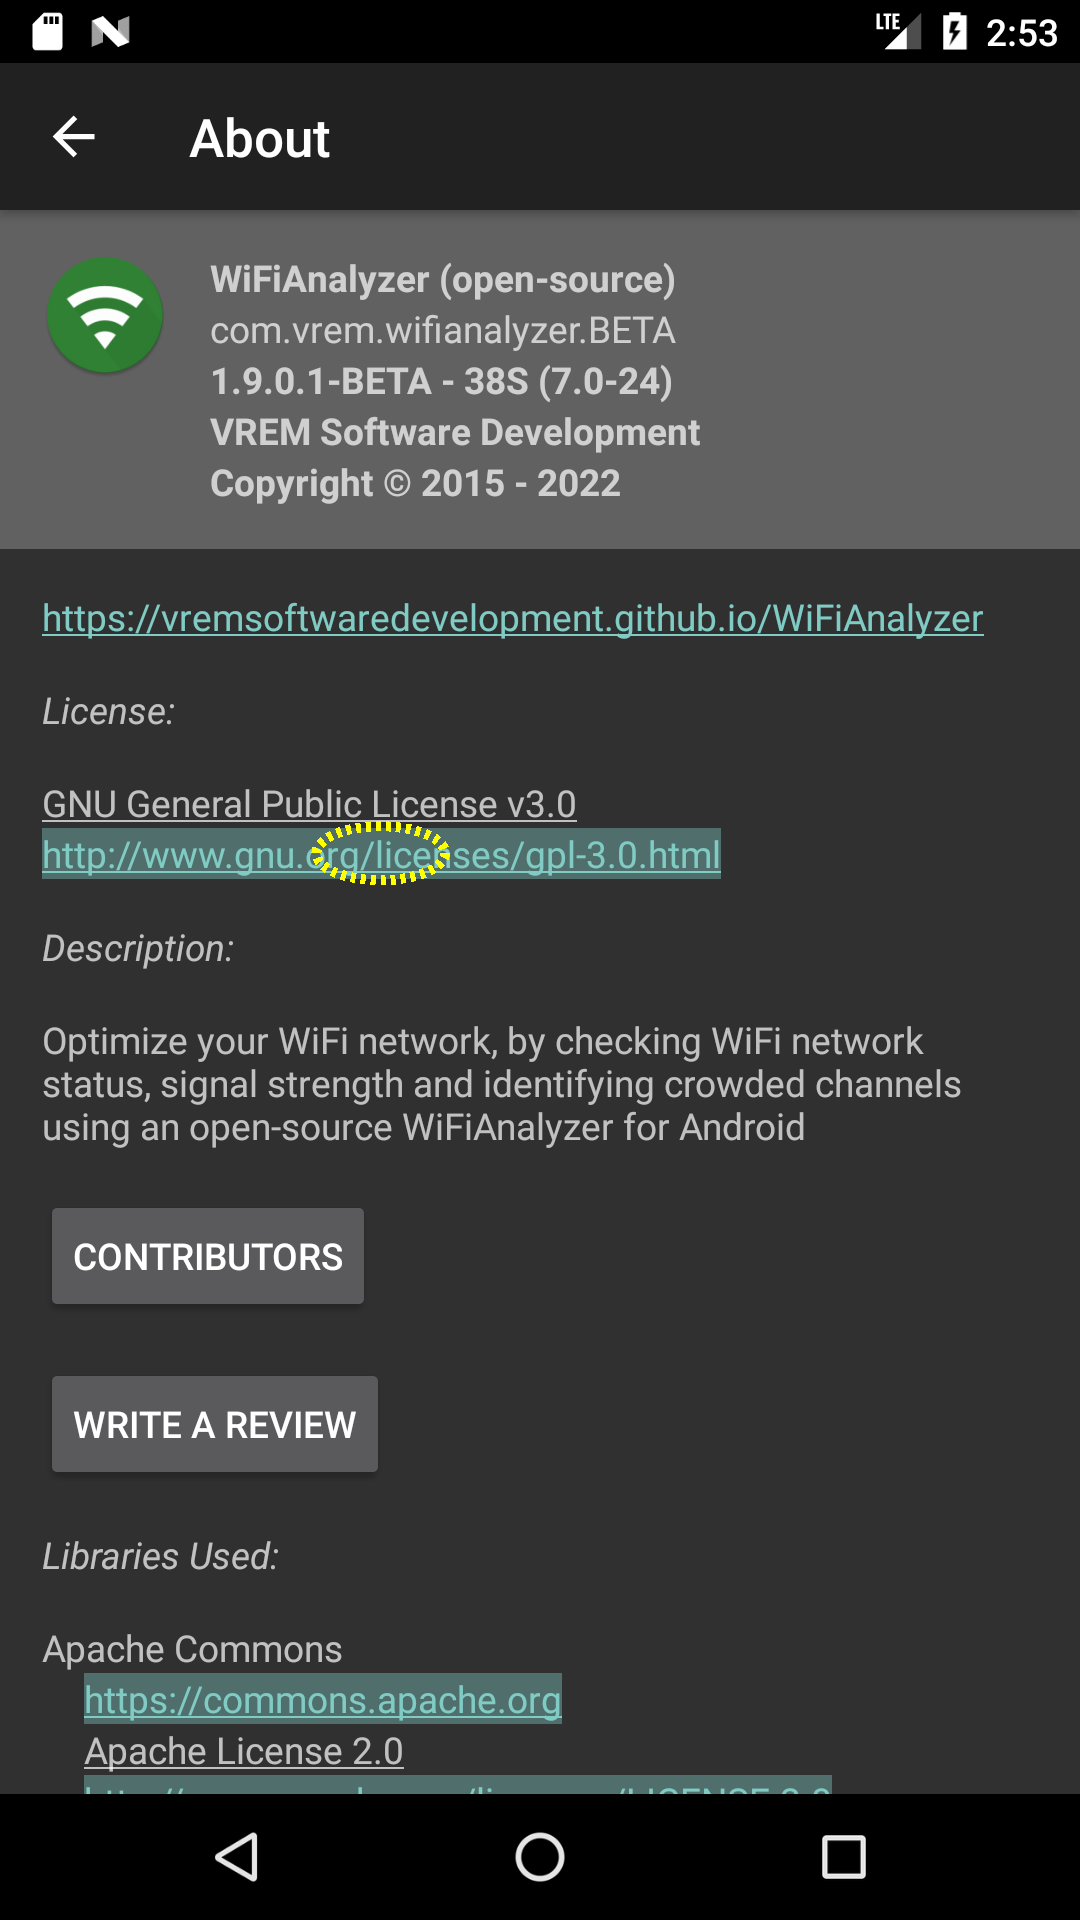 LTE 2:53
About
WiFiAnalyzer (open-source)
com.vrem.wifianalyzer.BETA
1.9.0.1-BETA - 38S (7.0-24)
VREM Software Development
Copyright © 2015 - 2022
https://vremsoftwaredevelopment.github.io/WiFiAnalyzer
License:
GNU General Public License v3.0
http://www.gnu.org/licenses/gpl-3.0.html
Description:
Optimize your WiFi network, by checking WiFi network
status, signal strength and identifying crowded channels
using an open-source WiFiAnalyzer for Android
CONTRIBUTORS
WRITE A REVIEW
Libraries Used:
Apache Commons
https://commons.apache.org
Apache License 2.0